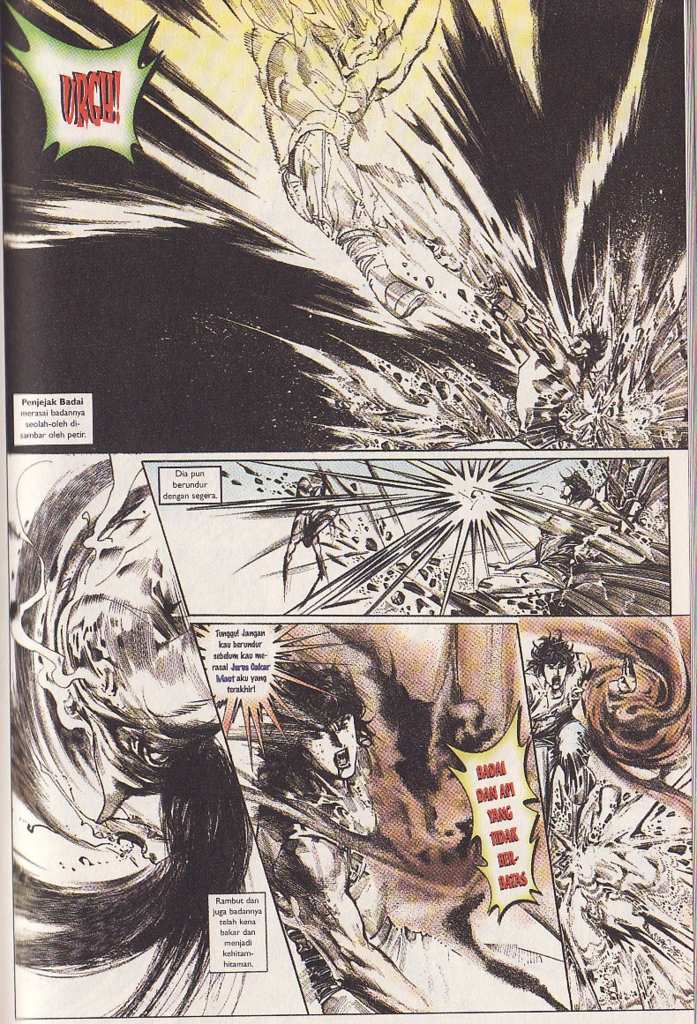 URGH!
Penjejak Badai
merasai badannya
seolah-oleh di-
sambar oleh petir.
Dia pun
berundur
dengan segera.
Tunggu! Jangan
kau berundur
sebelum kau me-
rasai Jurus Cakar
Maut aku yang
terakhir!
BADAI
DAN API
YANG
TIDAK
BER-
BATAS
Rambut dan
juga badannya
telah kena
bakar dan
menjadi
kehitam-
hitaman.